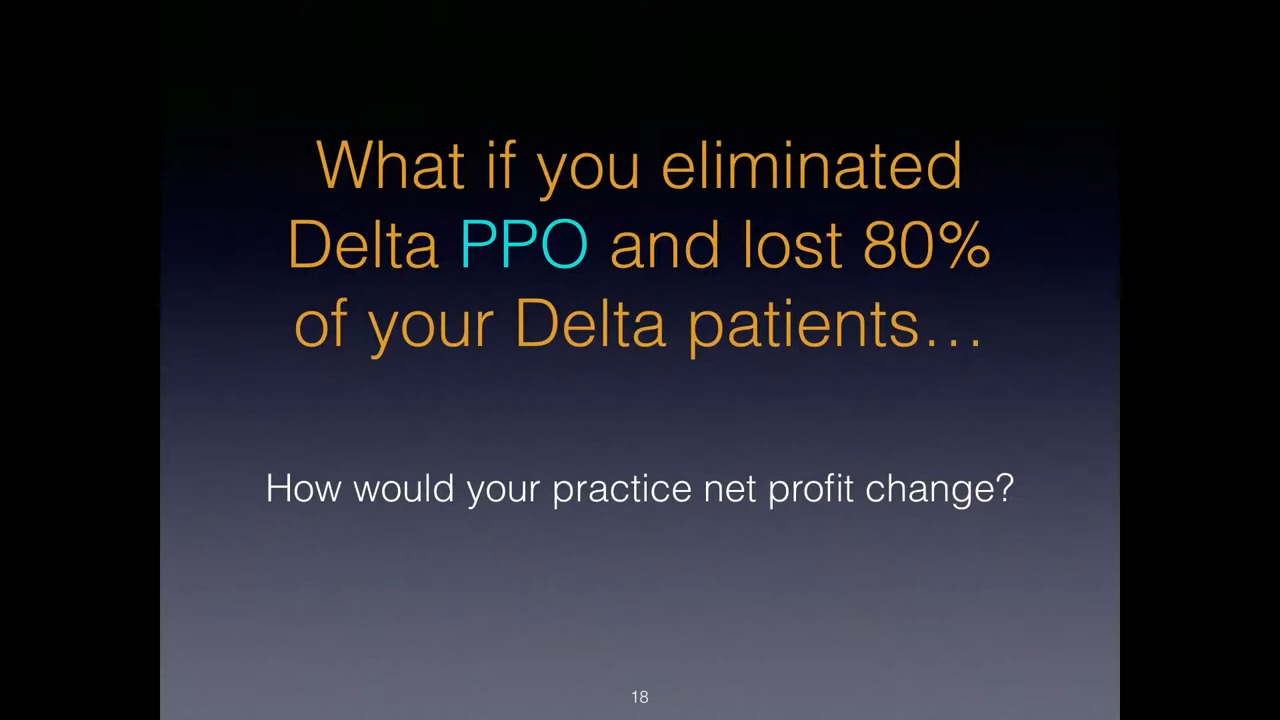 What if you eliminated
Delta PPO and lost 80%
of your Delta patients…
How would your practice net profit change?
18